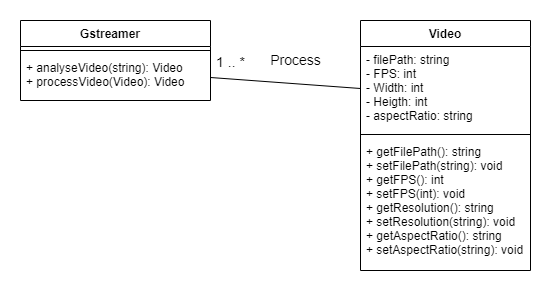 Gstreamer
+ analyseVideo(string): Video
+ processVideo(Video): Video
1 .. *
Process
Video
- filePath: string
- FPS: int
- Width: int
- Heigth: int
- aspectRatio: string
+ getFilePath(): string
+ setFilePath(string): void
+ getFPS(): int
+ setFPS(int): void
+ getResolution(): string
+ setResolution(string): void
+ getAspectRatio(): string
+ setAspectRatio(string): void